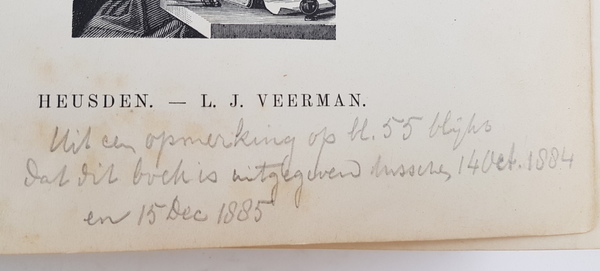 HEUSDEN. — L. J. VEERMAN.
Uit een opmerking op bl. 55 blijkt
dat dit boek is uitgegeven tusschen 14 Oct. 1884
en 15 Dec 1885